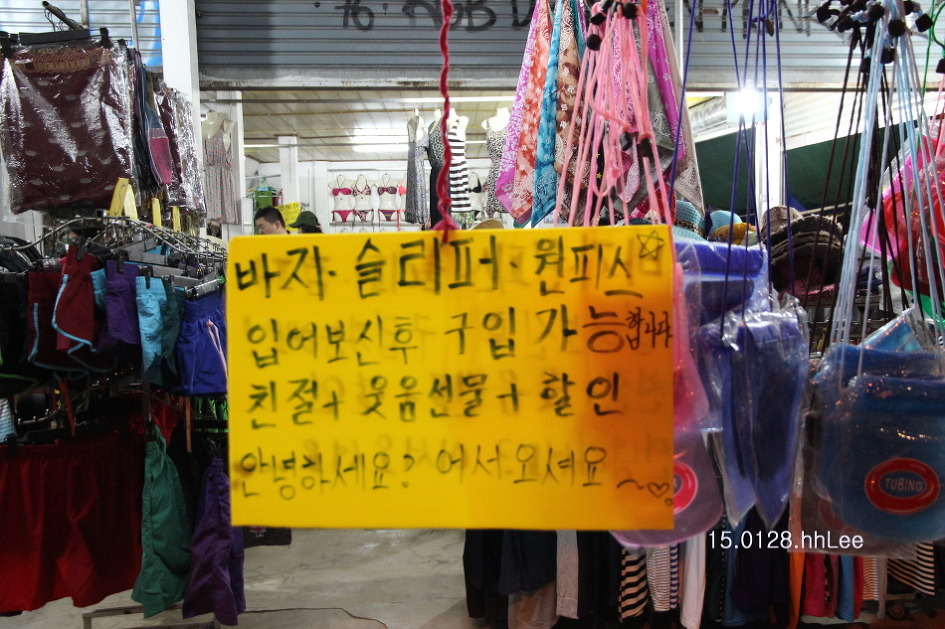 바자·슬리퍼·원피스☆
입어보신후 구입 가능합니다
친절+웃음선물+할인
안녕하세요? 어서오셔요~♡
TUBING
15.0128.hhLee